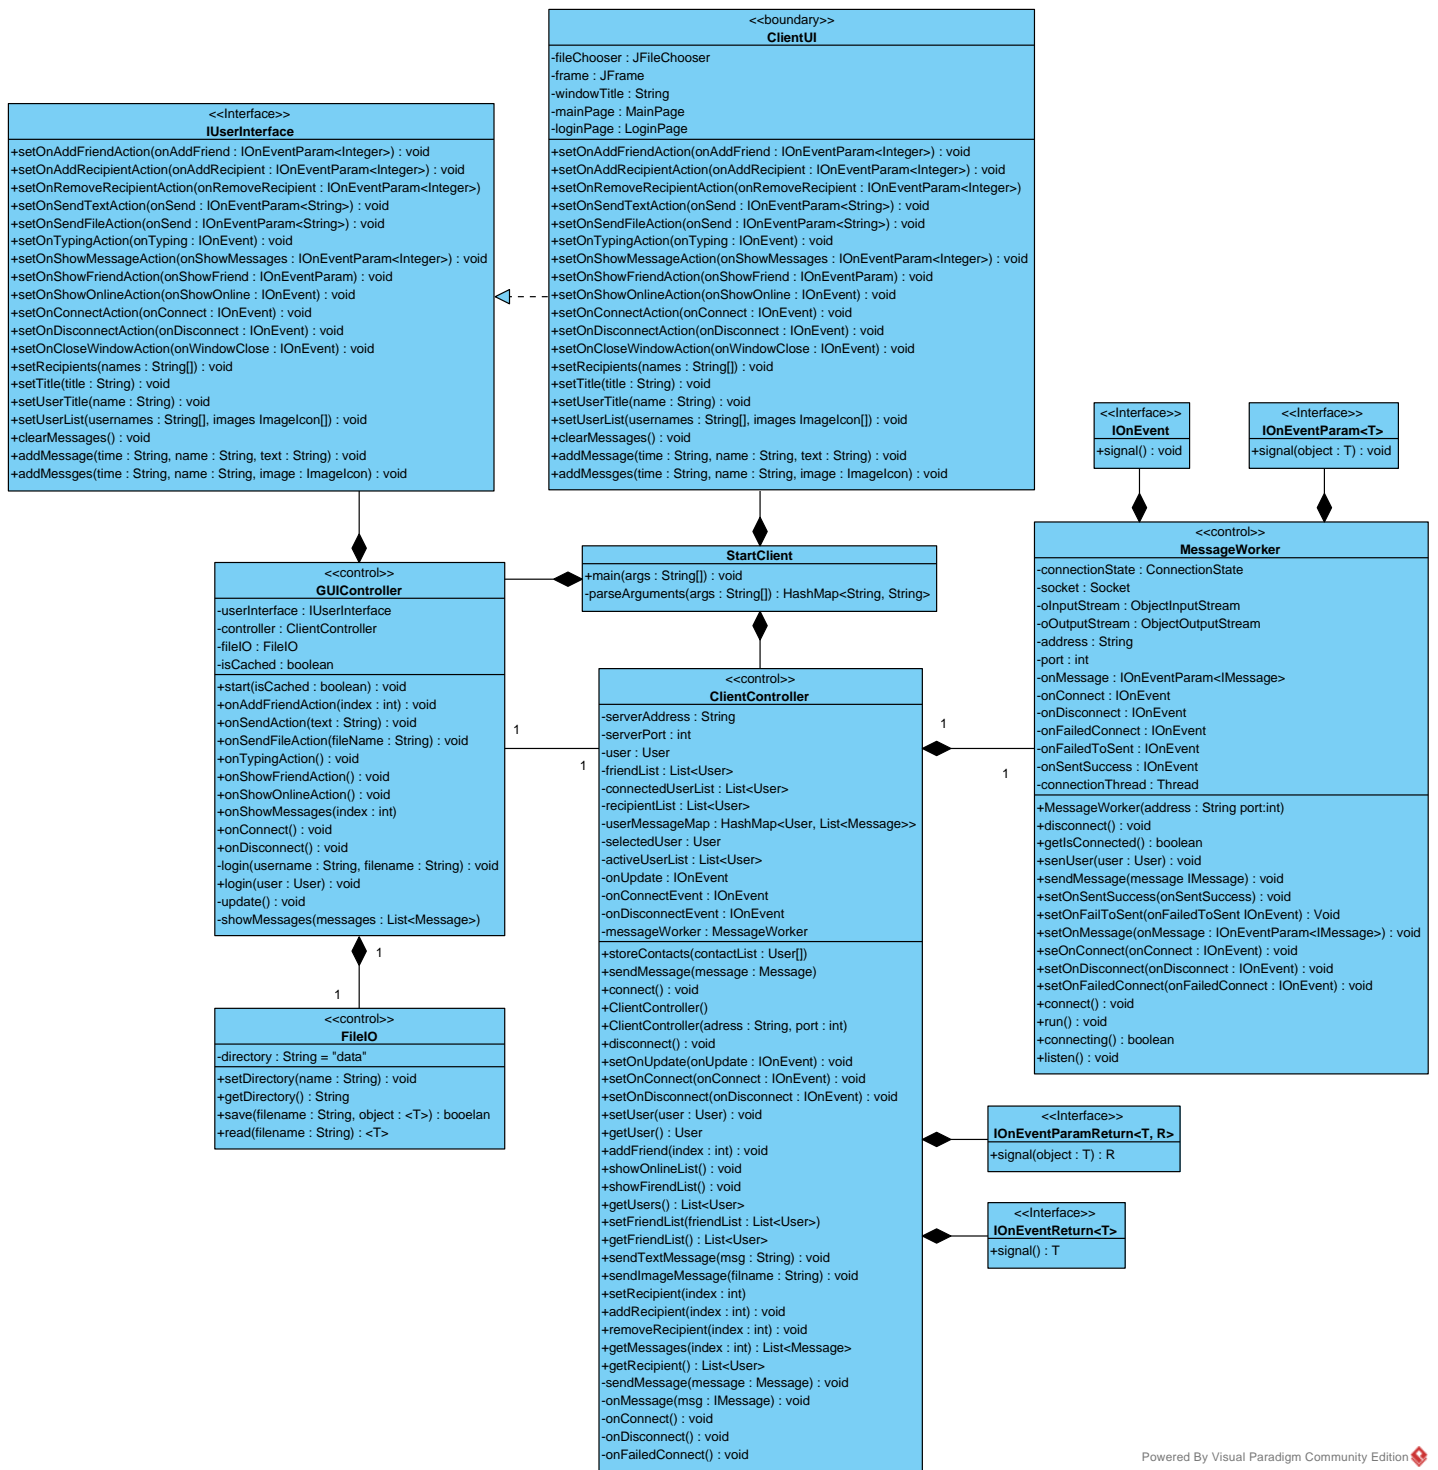 <<boundary>>
ClientUI
-fileChooser : JFileChooser
-frame : JFrame
-windowTitle : String
-mainPage : MainPage
-loginPage : LoginPage
+setOnAddFriendAction(onAddFriend : IOnEventParam<Integer>) : void
+setOnAddRecipientAction(onAddRecipient : IOnEventParam<Integer>) : void
+setOnRemoveRecipientAction(onRemoveRecipient : IOnEventParam<Integer>)
+setOnSendTextAction(onSend : IOnEventParam<String>) : void
+setOnSendFileAction(onSend : IOnEventParam<String>) : void
+setOnTypingAction(onTyping : IOnEvent) : void
+setOnShowMessageAction(onShowMessages : IOnEventParam<Integer>) : void
+setOnShowFriendAction(onShowFriend : IOnEventParam) : void
+setOnShowOnlineAction(onShowOnline : IOnEvent) : void
+setOnConnectAction(onConnect : IOnEvent) : void
+setOnDisconnectAction(onDisconnect : IOnEvent) : void
+setOnCloseWindowAction(onWindowClose : IOnEvent) : void
+setRecipients(names : String[]) : void
+setTitle(title : String) : void
+setUserTitle(name : String) : void
+setUserList(usernames : String[], images ImageIcon[]) : void
+clearMessages() : void
+addMessage(time : String, name : String, text : String) : void
+addMessges(time : String, name : String, image : ImageIcon) : void
<<Interface>>
IUserInterface
+setOnAddFriendAction(onAddFriend : IOnEventParam<Integer>) : void
+setOnAddRecipientAction(onAddRecipient : IOnEventParam<Integer>) : void
+setOnRemoveRecipientAction(onRemoveRecipient : IOnEventParam<Integer>)
+setOnSendTextAction(onSend : IOnEventParam<String>) : void
+setOnSendFileAction(onSend : IOnEventParam<String>) : void
+setOnTypingAction(onTyping : IOnEvent) : void
+setOnShowMessageAction(onShowMessages : IOnEventParam<Integer>) : void
+setOnShowFriendAction(onShowFriend : IOnEventParam) : void
+setOnShowOnlineAction(onShowOnline : IOnEvent) : void
+setOnConnectAction(onConnect : IOnEvent) : void
+setOnDisconnectAction(onDisconnect : IOnEvent) : void
+setOnCloseWindowAction(onWindowClose : IOnEvent) : void
+setRecipients(names : String[]) : void
+setTitle(title : String) : void
+setUserTitle(name : String) : void
+setUserList(usernames : String[], images ImageIcon[]) : void
+clearMessages() : void
+addMessage(time : String, name : String, text : String) : void
+addMessges(time : String, name : String, image : ImageIcon) : void
<<Interface>>
IOnEvent
+signal() : void
<<Interface>>
IOnEventParam<T>
+signal(object : T) : void
StartClient
+main(args : String[]) : void
-parseArguments(args : String[]) : HashMap<String, String>
<<control>>
GUIController
-userInterface : IUserInterface
-controller : ClientController
-fileIO : FileIO
-isCached : boolean
+start(isCached : boolean) : void
+onAddFriendAction(index : int) : void
+onSendAction(text : String) : void
+onSendFileAction(fileName : String) : void
+onTypingAction() : void
+onShowFriendAction() : void
+onShowOnlineAction() : void
+onShowMessages(index : int)
+onConnect() : void
+onDisconnect() : void
-login(username : String, filename : String) : void
+login(user : User) : void
-update() : void
-showMessages(messages : List<Message>)
1
1
1
1
<<control>>
FileIO
-directory : String = "data"
+setDirectory(name : String) : void
+getDirectory() : String
+save(filename : String, object : <T>) : booelan
+read(filename : String) : <T>
<<control>>
ClientController
-serverAddress : String
-serverPort : int
-user : User
-friendList : List<User>
-connectedUserList : List<User>
-recipientList : List<User>
-userMessageMap : HashMap<User, List<Message>>
-selectedUser : User
-activeUserList : List<User>
-onUpdate : IOnEvent
-onConnectEvent : IOnEvent
-onDisconnectEvent : IOnEvent
-messageWorker : MessageWorker
+storeContacts(contactList : User[])
+sendMessage(message : Message)
+connect() : void
+ClientController()
+ClientController(adress : String, port : int)
+disconnect() : void
+setOnUpdate(onUpdate : IOnEvent) : void
+setOnConnect(onConnect : IOnEvent) : void
+setOnDisconnect(onDisconnect : IOnEvent) : void
+setUser(user : User) : void
+getUser() : User
+addFriend(index : int) : void
+showOnlineList() : void
+showFirendList() : void
+getUsers() : List<User>
+setFriendList(friendList : List<User>)
+getFriendList() : List<User>
+sendTextMessage(msg : String) : void
+sendImageMessage(filname : String) : void
+setRecipient(index : int)
+addRecipient(index : int) : void
+removeRecipient(index : int) : void
+getMessages(index : int) : List<Message>
+getRecipient() : List<User>
-sendMessage(message : Message) : void
-onMessage(msg : IMessage) : void
-onConnect() : void
-onDisconnect() : void
-onFailedConnect() : void
1
1
<<control>>
MessageWorker
-connectionState : ConnectionState
-socket : Socket
-oInputStream : ObjectInputStream
-oOutputStream : ObjectOutputStream
-address : String
-port : int
-onMessage : IOnEventParam<IMessage>
-onConnect : IOnEvent
-onDisconnect : IOnEvent
-onFailedConnect : IOnEvent
-onFailedToSent : IOnEvent
-onSentSuccess : IOnEvent
-connectionThread : Thread
+MessageWorker(address : String port:int)
+disconnect() : void
+getIsConnected() : boolean
+senUser(user : User) : void
+sendMessage(message IMessage) : void
+setOnSentSuccess(onSentSuccess) : void
+setOnFailToSent(onFailedToSent IOnEvent) : Void
+setOnMessage(onMessage : IOnEventParam<IMessage>) : void
+seOnConnect(onConnect : IOnEvent) : void
+setOnDisconnect(onDisconnect : IOnEvent) : void
+setOnFailedConnect(onFailedConnect : IOnEvent) : void
+connect() : void
+run() : void
+connecting() : boolean
+listen() : void
<<Interface>>
IOnEventParamReturn<T, R>
+signal(object : T) : R
<<Interface>>
IOnEventReturn<T>
+signal() : T
Powered By Visual Paradigm Community Edition